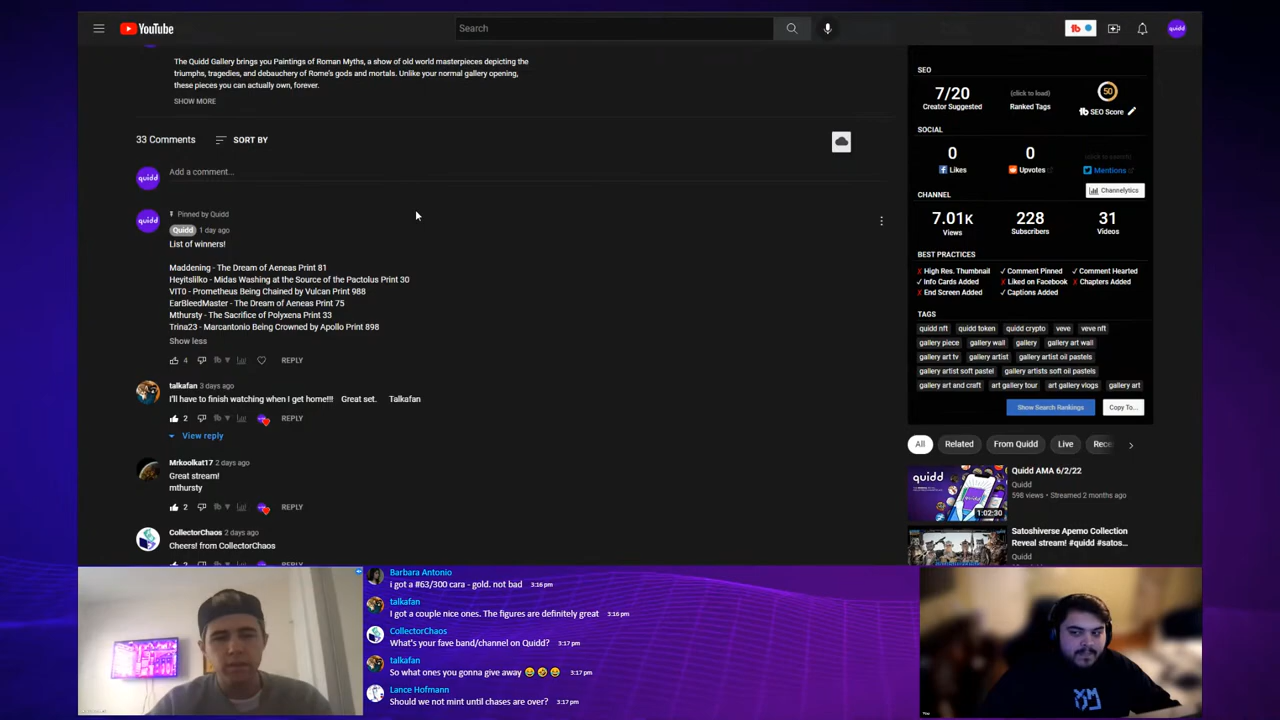 YouTube
Search
quidd
The Quidd Gallery brings you Paintings of Roman Myths, a show of old world masterpieces depicting the
triumphs, tragedies, and debauchery of Rome's gods and mortals. Unlike your normal gallery opening,
these pieces you can actually own, forever.
SHOW MORE
33 Comments
SORT BY
quidd
Add a comment...
Pinned by Quidd
quidd
Quidd
1 day ago
List of winners!
Maddening - The Dream of Aeneas Print 81
Heyitslilko - Midas Washing at the Source of the Pactolus Print 30
VIT0 - Prometheus Being Chained by Vulcan Print 988
EarBleedMaster - The Dream of Aeneas Print 75
Mthursty - The Sacrifice of Polyxena Print 33
Trina23 - Marcantonio Being Crowned by Apollo Print 898
Show less
4
REPLY
talkafan 3 days ago
I'll have to finish watching when I get home!!! Great set. Talkafan
2
REPLY
View reply
Mrkoolkat17 2 days ago
Great stream!
mthursty
2
REPLY
CollectorChaos 2 days ago
Cheers! from CollectorChaos
SEO
7/20
Creator Suggested
(click to load)
Ranked Tags
50
tb SEO Score
SOCIAL
0
Likes
0
Upvotes
click to search
Mentions
CHANNEL
Channelytics
7.01K
Views
228
Subscribers
31
Videos
BEST PRACTICES
✗ High Res. Thumbnail ✓ Comment Pinned ✓ Comment Hearted
✓ Info Cards Added ✗ Liked on Facebook ✗ Chapters Added
✗ End Screen Added ✓ Captions Added
TAGS
quidd nft quidd token quidd crypto veve veve nft
gallery piece gallery wall gallery gallery art wall
gallery art tv gallery artist gallery artist oil pastels
gallery artist soft pastel gallery artists soft oil pastels
gallery art and craft art gallery tour art gallery vlogs gallery art
Show Search Rankings
Copy To...
All Related From Quidd Live Rece
quidd
1:02:30
Quidd AMA 6/2/22
Quidd
598 views • Streamed 2 months ago
Satoshiverse Apemo Collection
Reveal stream! #quidd #satos...
Quidd
Barbara Antonio
i got a #63/300 cara - gold. not bad 3:16 pm
talkafan
I got a couple nice ones. The figures are definitely great 3:16 pm
CollectorChaos
What's your fave band/channel on Quidd? 3:17 pm
talkafan
So what ones you gonna give away 😄 🤣 😄 3:17 pm
Lance Hofmann
Should we not mint until chases are over? 3:17 pm